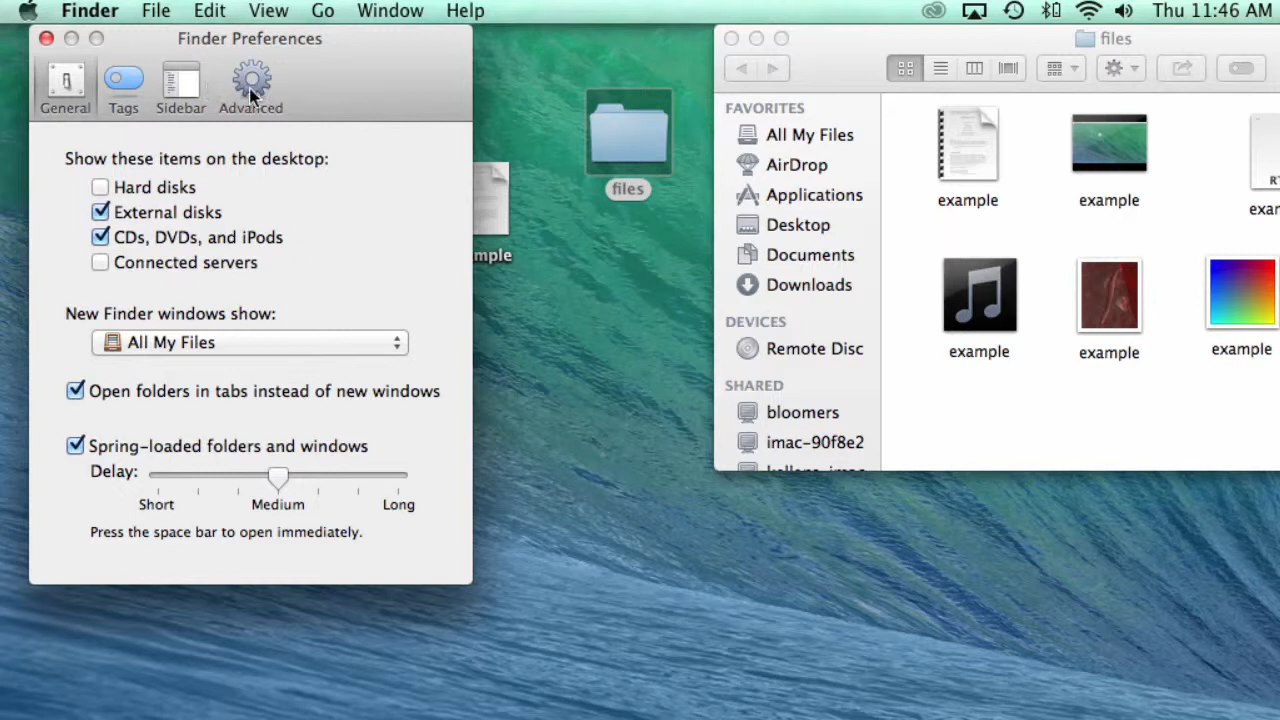 Finder File Edit View Go Window Help Thu 11:46 AM
Finder Preferences
General Tags Sidebar Advanced
Show these items on the desktop:
Hard disks
External disks
CDs, DVDs, and iPods
Connected servers
New Finder windows show:
All My Files
Open folders in tabs instead of new windows
Spring-loaded folders and windows
Delay:
Short Medium Long
Press the space bar to open immediately.
files
files
FAVORITES
All My Files
AirDrop
Applications
Desktop
Documents
Downloads
DEVICES
Remote Disc
SHARED
bloomers
imac-90f8e2
example
example
example
example
example